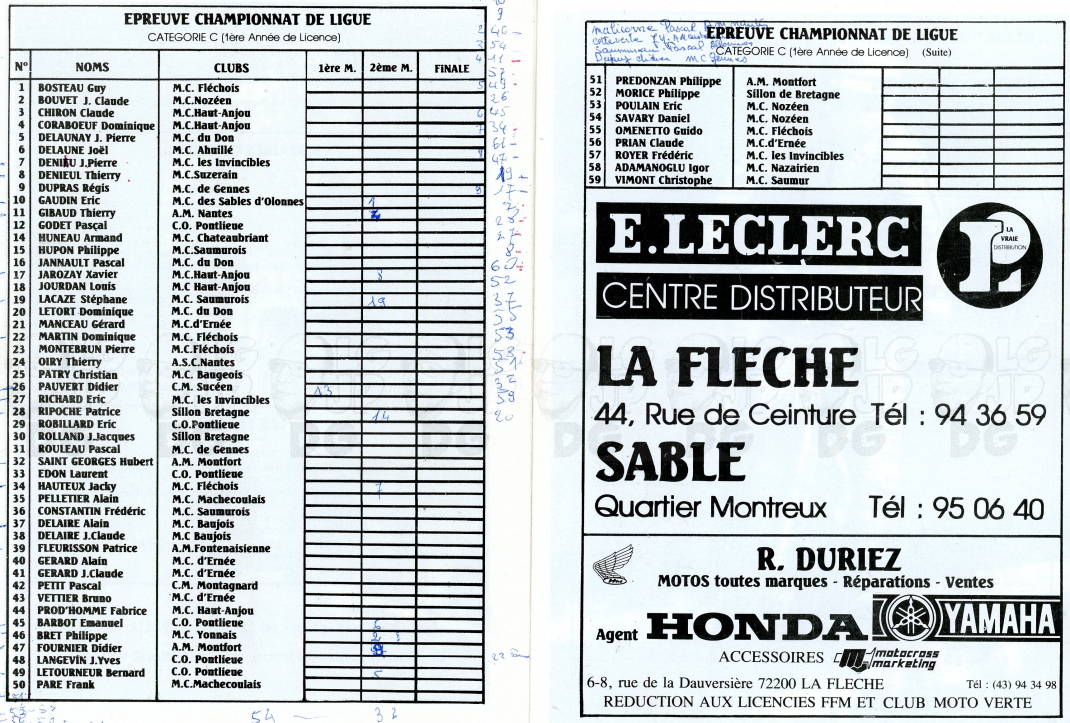 EPREUVE CHAMPIONNAT DE LIGUE
CATEGORIE C (1ère Année de Licence)
N° NOMS CLUBS 1ère M. 2ème M. FINALE
1 BOSTEAU Guy M.C. Fléchois
2 BOUVET J. Claude M.C.Nozéen
3 CHIRON Claude M.C.Haut-Anjou
4 CORABOEUF Dominique M.C.Haut-Anjou
5 DELAUNAY J. Pierre M.C. du Don
6 DELAUNE Joël M.C. Ahuillé
7 DENIEU J.Pierre M.C. les Invincibles
8 DENIEUL Thierry M.C.Suzerain
9 DUPRAS Régis M.C. de Gennes
10 GAUDIN Eric M.C. des Sables d'Olonnes 1
11 GIBAUD Thierry A.M. Nantes
12 GODET Pascal C.O. Pontlieue
14 HUNEAU Armand M.C. Chateaubriant
15 HUPON Philippe M.C.Saumurois
16 JANNAULT Pascal M.C. du Don
17 JAROZAY Xavier M.C.Haut-Anjou 8
18 JOURDAN Louis M.C Haut-Anjou
19 LACAZE Stéphane M.C. Saumurois 19
20 LETORT Dominique M.C. du Don
21 MANCEAU Gérard M.C.d'Ernée
22 MARTIN Dominique M.C. Fléchois
23 MONTEBRUN Pierre M.C.Fléchois
24 OIRY Thierry A.S.C.Nantes
25 PATRY Christian M.C. Baugeois
26 PAUVERT Didier C.M. Sucéen 13
27 RICHARD Eric M.C. les Invincibles
28 RIPOCHE Patrice Sillon Bretagne 14
29 ROBILLARD Eric C.O.Pontlieue
30 ROLLAND J.Jacques Sillon Bretagne
31 ROULEAU Pascal M.C. de Gennes
32 SAINT GEORGES Hubert A.M. Montfort
33 EDON Laurent C.O. Pontlieue
34 HAUTEUX Jacky M.C. Fléchois 7
35 PELLETIER Alain M.C. Machecoulais
36 CONSTANTIN Frédéric M.C. Saumurois
37 DELAIRE Alain M.C. Baujois
38 DELAIRE J.Claude M.C Baujois
39 FLEURISSON Patrice A.M.Fontenaisienne
40 GERARD Alain M.C. d'Ernée
41 GERARD J.Claude M.C. d'Ernée
42 PETIT Pascal C.M. Montagnard
43 VETTIER Bruno M.C. d'Ernée
44 PROD'HOMME Fabrice M.C. Haut-Anjou
45 BARBOT Emanuel C.O. Pontlieue 6
46 BRET Philippe M.C. Yonnais 2 3
47 FOURNIER Didier A.M. Montfort
48 LANGEVIN J.Yves C.O. Pontlieue
49 LETOURNEUR Bernard C.O. Pontlieue 5
50 PARE Frank M.C.Machecoulais
54 — 32
EPREUVE CHAMPIONNAT DE LIGUE
CATEGORIE C (1ère Année de Licence) (Suite)
51 PREDONZAN Philippe A.M. Montfort
52 MORICE Philippe Sillon de Bretagne
53 POULAIN Eric M.C. Nozéen
54 SAVARY Daniel M.C. Nozéen
55 OMENETTO Guido M.C. Fléchois
56 PRIAN Claude M.C.d'Ernée
57 ROYER Frédéric M.C. les Invincibles
58 ADAMANOGLU Igor M.C. Nazairien
59 VIMONT Christophe M.C. Saumur
E.LECLERC
LA VRAIE DISTRIBUTION
CENTRE DISTRIBUTEUR
LA FLECHE
44, Rue de Ceinture Tél : 94 36 59
SABLE
Quartier Montreux Tél : 95 06 40
R. DURIEZ
MOTOS toutes marques - Réparations - Ventes
Agent HONDA YAMAHA
ACCESSOIRES motocross marketing
6-8, rue de la Dauversière 72200 LA FLECHE Tél : (43) 94 34 98
REDUCTION AUX LICENCIES FFM ET CLUB MOTO VERTE